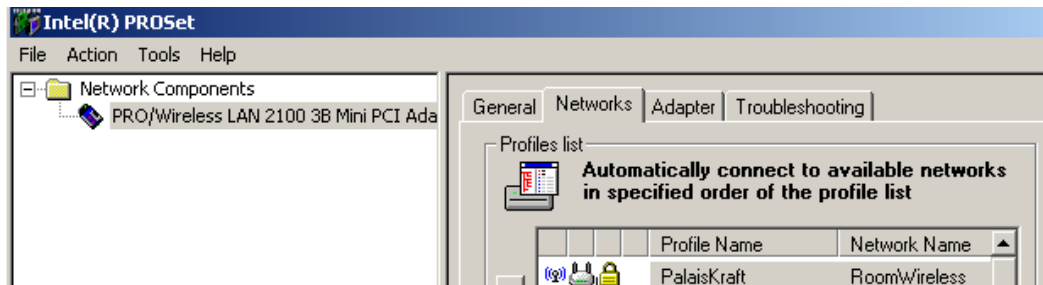 Intel(R) PROSet
File Action Tools Help
Network Components
PRO/Wireless LAN 2100 3B Mini PCI Ada
General Networks Adapter Troubleshooting
Profiles list
Automatically connect to available networks
in specified order of the profile list
Profile Name Network Name
PalaisKraft RoomWireless